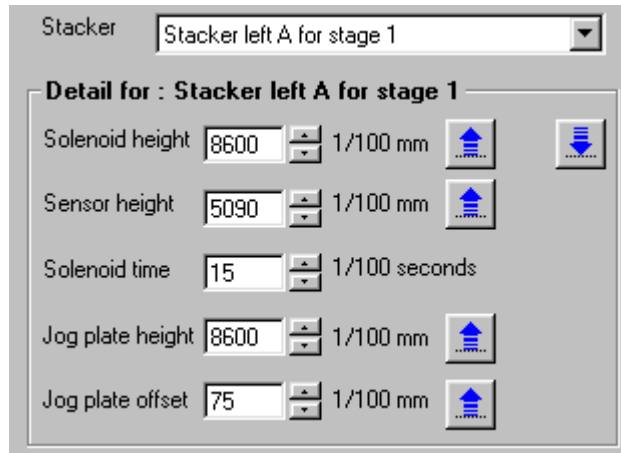 Stacker Stacker left A for stage 1
Detail for : Stacker left A for stage 1
Solenoid height 8600 1/100 mm
Sensor height 5090 1/100 mm
Solenoid time 15 1/100 seconds
Jog plate height 8600 1/100 mm
Jog plate offset 75 1/100 mm